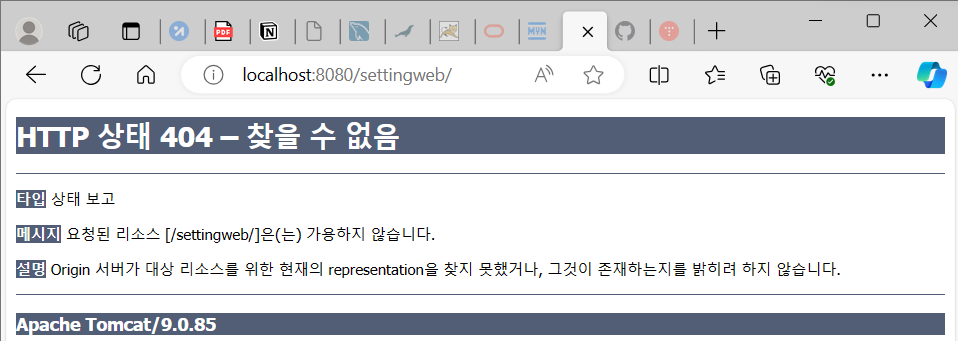 PDF
N
MVN
localhost:8080/settingweb/
HTTP 상태 404 – 찾을 수 없음
타입 상태 보고
메시지 요청된 리소스 [/settingweb/]은(는) 가용하지 않습니다.
설명 Origin 서버가 대상 리소스를 위한 현재의 representation을 찾지 못했거나, 그것이 존재하는지를 밝히려 하지 않습니다.
Apache Tomcat/9.0.85